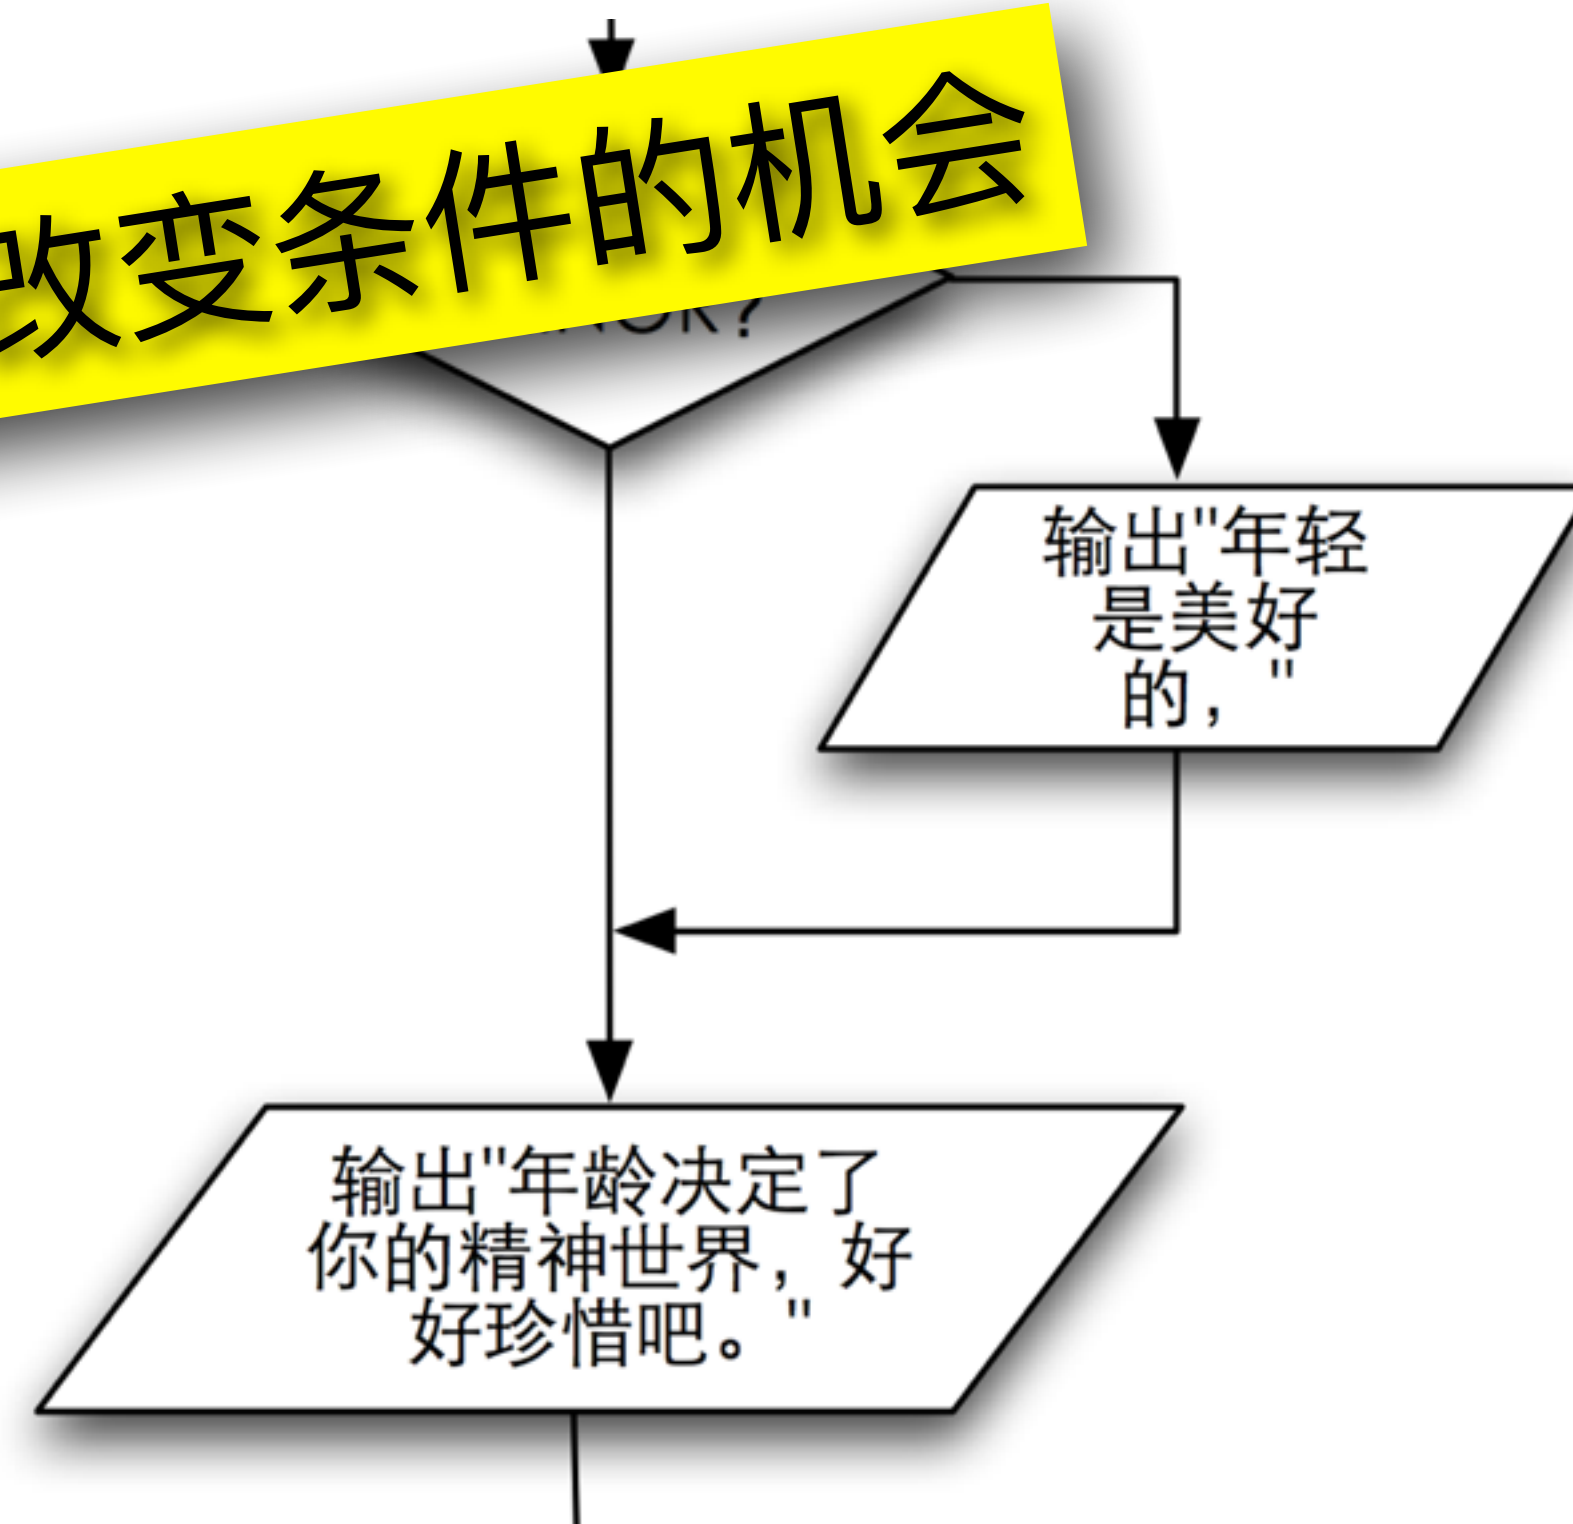 改变条件的机会
输出"年轻
是美好
的，"
输出"年龄决定了
你的精神世界，好
好珍惜吧。"